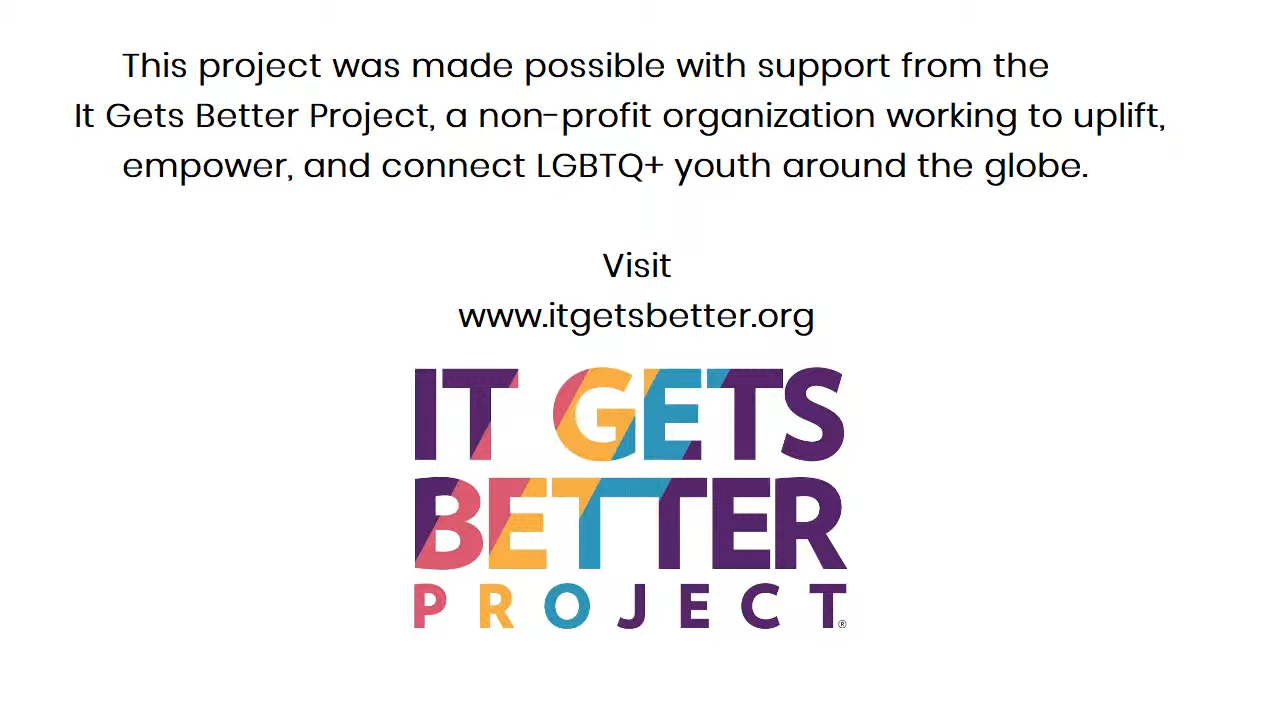 This project was made possible with support from the
It Gets Better Project, a non-profit organization working to uplift,
empower, and connect LGBTQ+ youth around the globe.
Visit
www.itgetsbetter.org
IT GETS
BETTER
PROJECT®